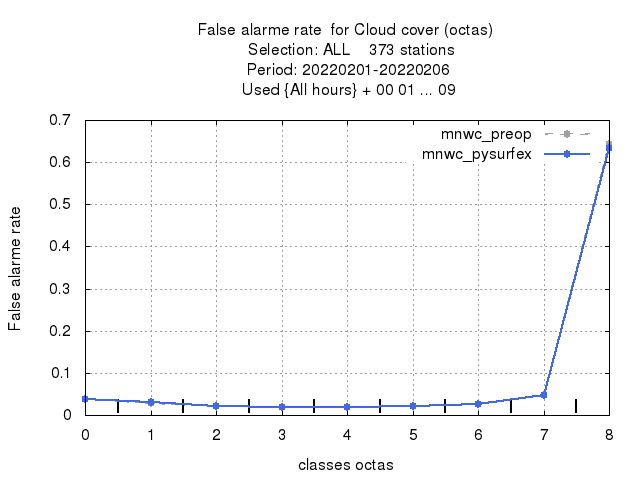 False alarme rate  for Cloud cover (octas)
Selection: ALL    373 stations
Period: 20220201-20220206
Used {All hours} + 00 01 ... 09
0.7
mnwc_preop
mnwc_pysurfex
0.6
0.5
0.4
0.3
0.2
0.1
0
False alarme rate
0 1 2 3 4 5 6 7 8
classes octas